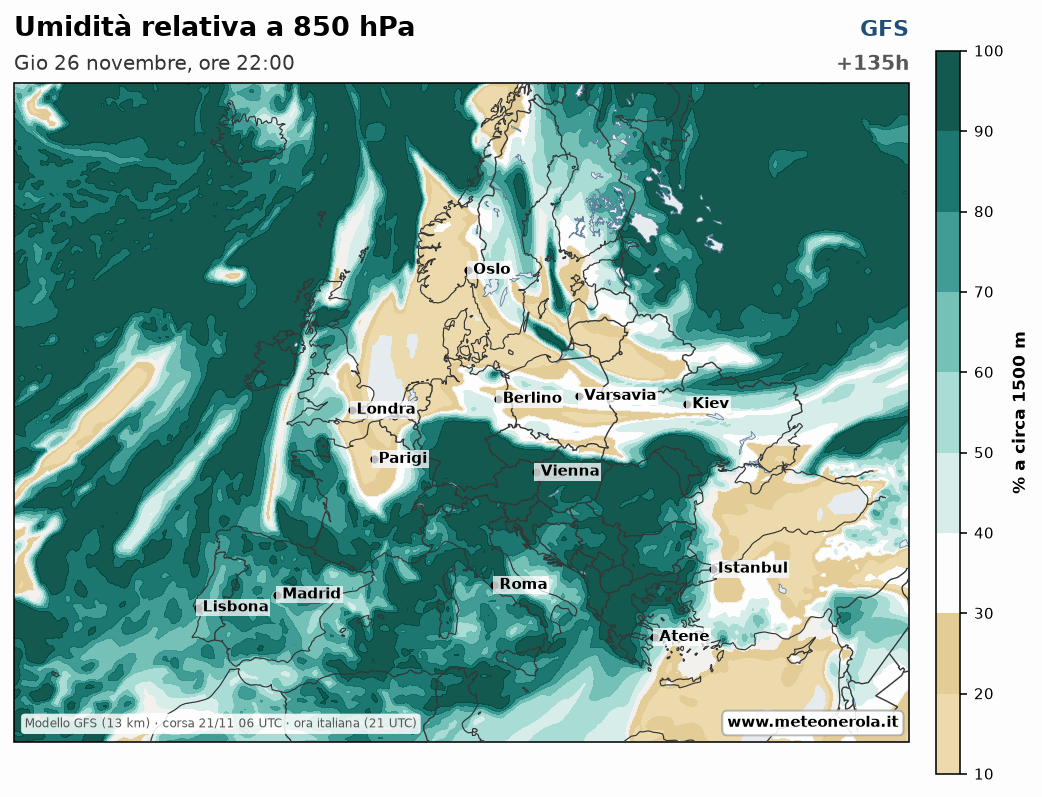 Umidità relativa a 850 hPa
GFS
Gio 26 novembre, ore 22:00
+135h
100
90
80
70
60
50
40
30
20
10
% a circa 1500 m
Oslo
Londra
Berlino
Varsavia
Kiev
Parigi
Vienna
Istanbul
Roma
Madrid
Lisbona
Atene
Modello GFS (13 km) · corsa 21/11 06 UTC · ora italiana (21 UTC)
www.meteonerola.it